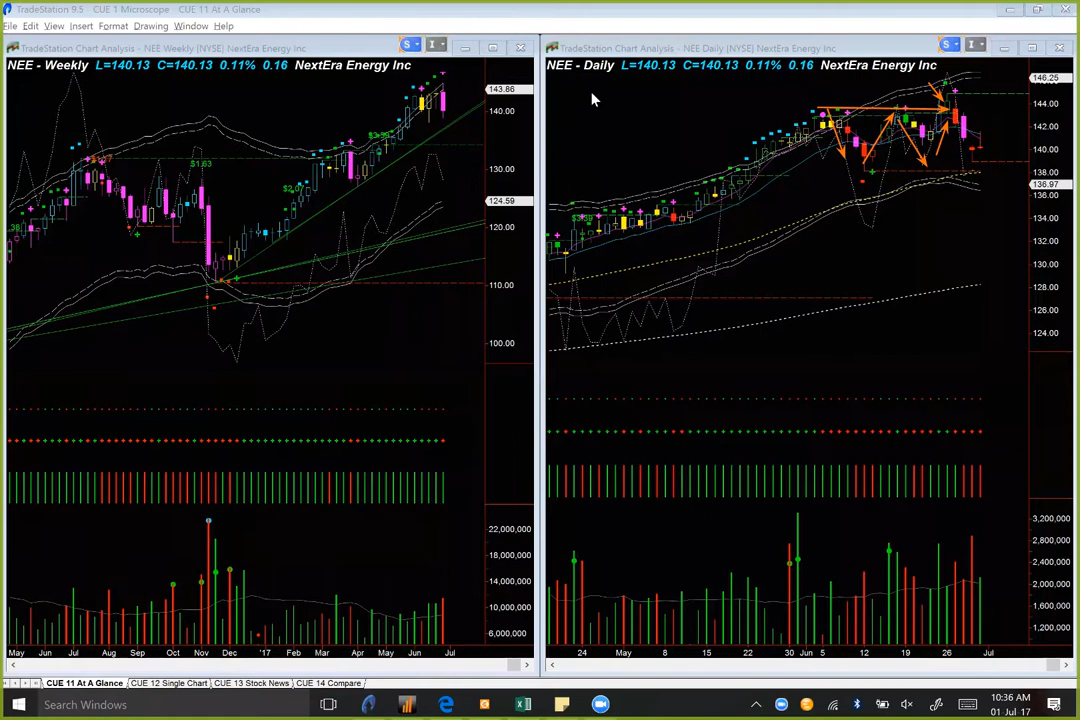 TradeStation 9.5 - CUE 1 Microscope - CUE 11 At A Glance
File Edit View Insert Format Drawing Window Help
TradeStation Chart Analysis - NEE Weekly (NYSE) NextEra Energy Inc
S
I
NEE - Weekly L=140.13 C=140.13 0.11% 0.16 NextEra Energy Inc
143.86
140.00
130.00
124.59
120.00
110.00
100.00
$1.63
22,000,000
18,000,000
14,000,000
10,000,000
6,000,000
May Jun Jul Aug Sep Oct Nov Dec '17 Feb Mar Apr May Jun Jul
TradeStation Chart Analysis - NEE Daily (NYSE) NextEra Energy Inc
S
I
NEE - Daily L=140.13 C=140.13 0.11% 0.16 NextEra Energy Inc
146.25
144.00
142.00
140.00
138.00
136.97
136.00
134.00
132.00
130.00
128.00
126.00
124.00
3,200,000
2,800,000
2,400,000
2,000,000
1,600,000
1,200,000
24 May 8 15 22 30 Jun 5 12 19 26 Jul
CUE 11 At A Glance CUE 12 Single Chart CUE 13 Stock News CUE 14 Compare
Search Windows
10:36 AM
01-Jul-17